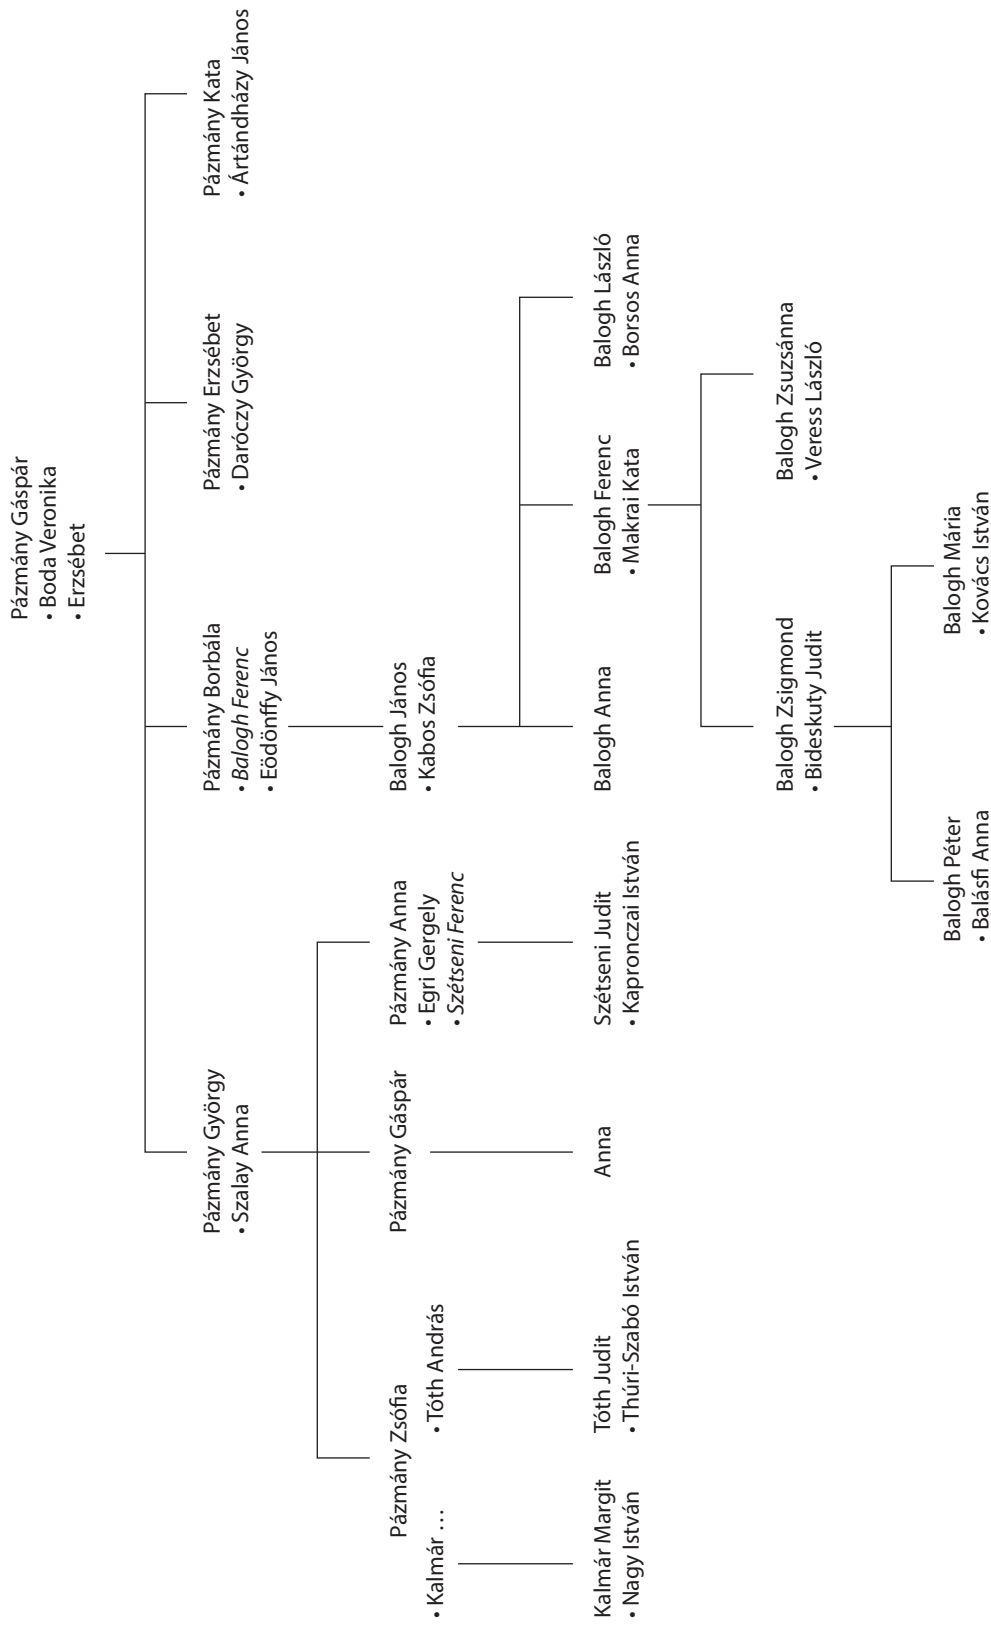 Pázmány Gáspár
• Boda Veronika
• Erzsébet
Pázmány György
• Szalay Anna
Pázmány Borbála
• Balogh Ferenc
• Eödönffy János
Pázmány Erzsébet
• Daróczy György
Pázmány Kata
• Ártándházy János
Pázmány Zsófia
• Kalmár …
• Tóth András
Pázmány Gáspár
Pázmány Anna
• Egri Gergely
• Szétseni Ferenc
Balogh János
• Kabos Zsófia
Kalmár Margit
• Nagy István
Tóth Judit
• Thúri-Szabó István
Anna
Szétseni Judit
• Kapronczai István
Balogh Anna
Balogh Ferenc
• Makrai Kata
Balogh László
• Borsos Anna
Balogh Zsigmond
• Bideskuty Judit
Balogh Zsuzsánna
• Veress László
Balogh Péter
• Balásfi Anna
Balogh Mária
• Kovács István